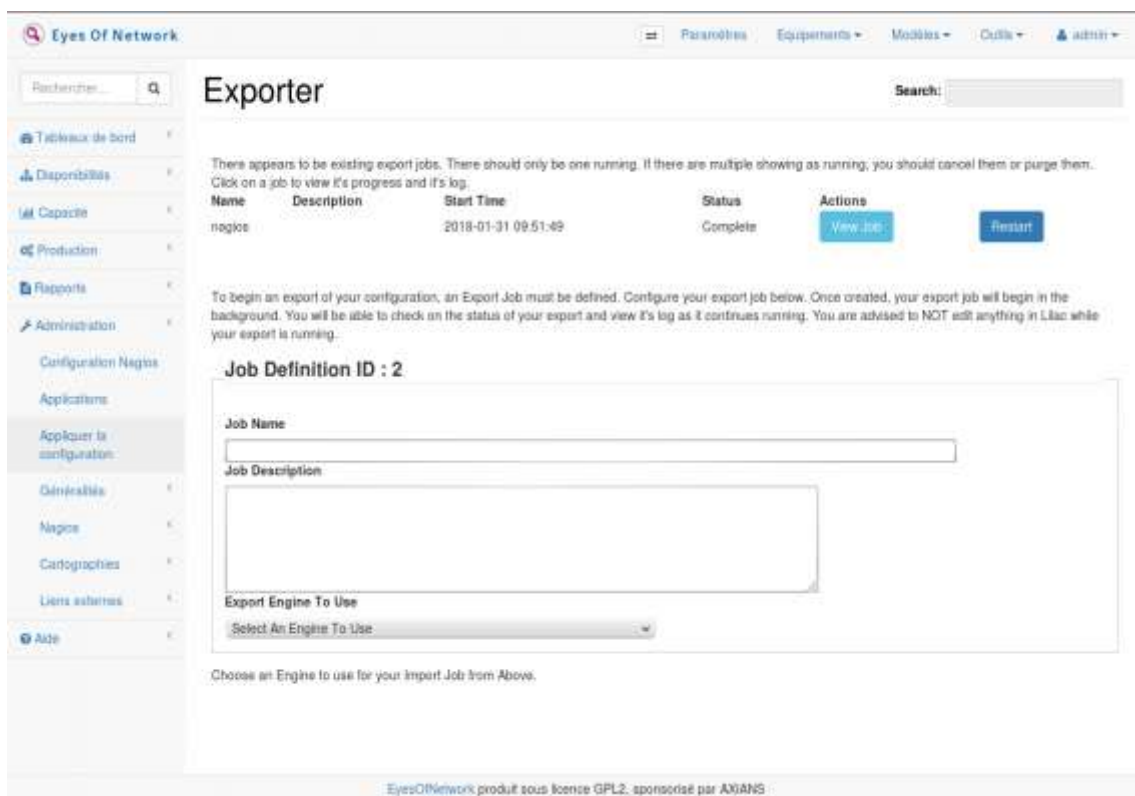 Eyes Of Network
Paramètres Equipements Modèles Outils admin
Rechercher...
Exporter
Search:
Tableaux de bord
Disponibilités
Capacité
Production
Rapports
Administration
Configuration Nagios
Applications
Appliquer la
configuration
Généralités
Nagios
Cartographies
Liens externes
Aide
There appears to be existing export jobs. There should only be one running. If there are multiple showing as running, you should cancel them or purge them.
Click on a job to view it's progress and it's log.
Name Description Start Time Status Actions
nagios 2018-01-31 09:51:49 Complete View Job Restart
To begin an export of your configuration, an Export Job must be defined. Configure your export job below. Once created, your export job will begin in the
background. You will be able to check on the status of your export and view it's log as it continues running. You are advised to NOT edit anything in Lilac while
your export is running.
Job Definition ID : 2
Job Name
Job Description
Export Engine To Use
Select An Engine To Use
Choose an Engine to use for your Import Job from Above.
EyesOfNetwork produit sous licence GPL2, sponsorisé par AXIANS